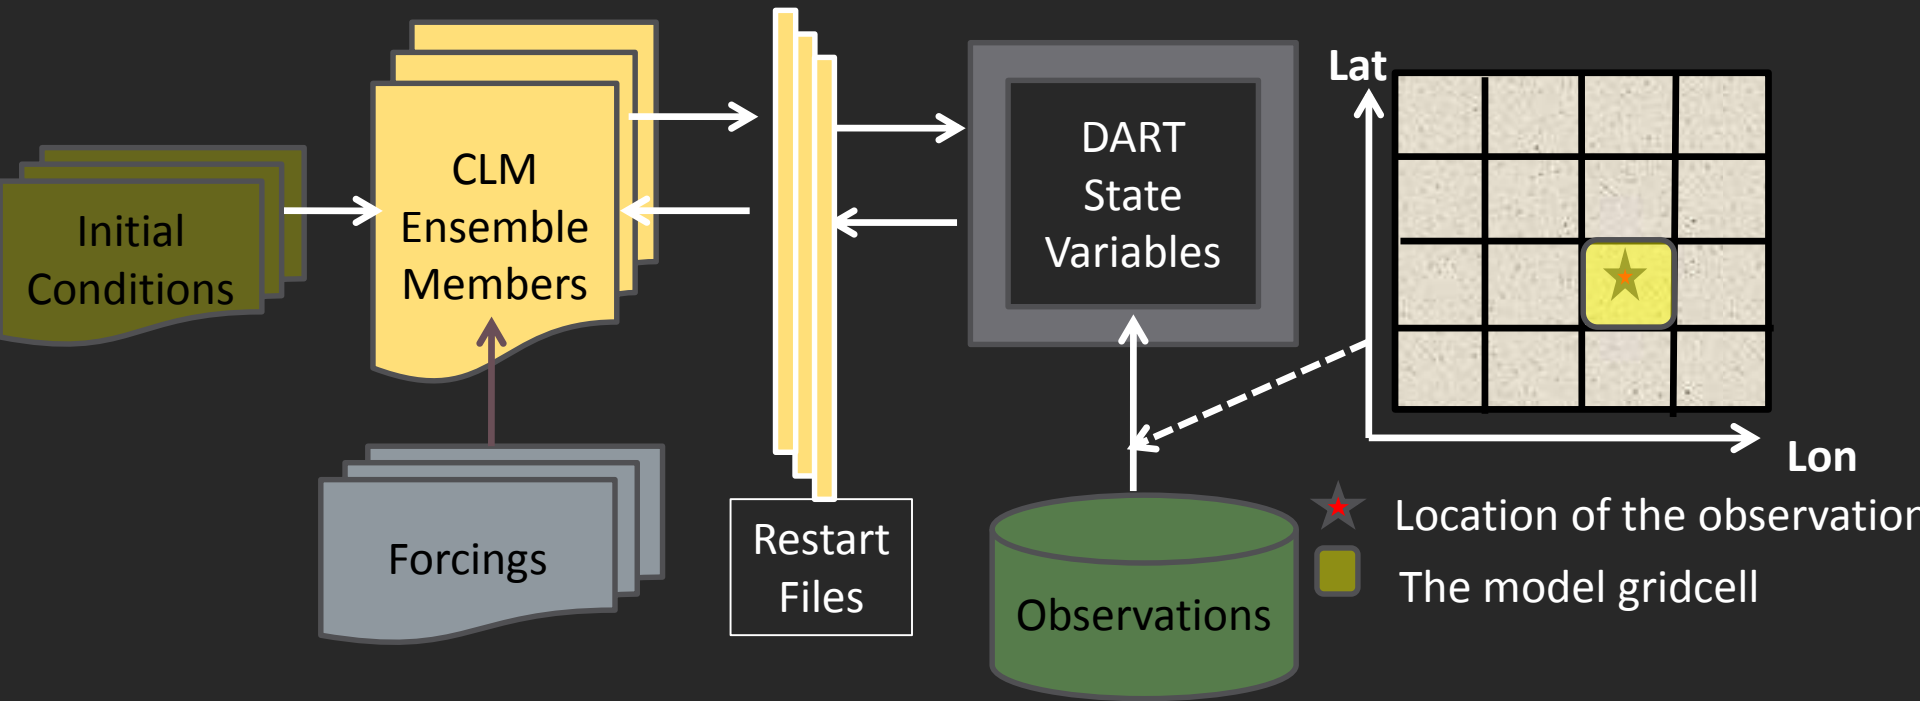 Initial
Conditions
CLM
Ensemble
Members
Forcings
Restart
Files
DART
State
Variables
Observations
Lat
Lon
Location of the observation
The model gridcell